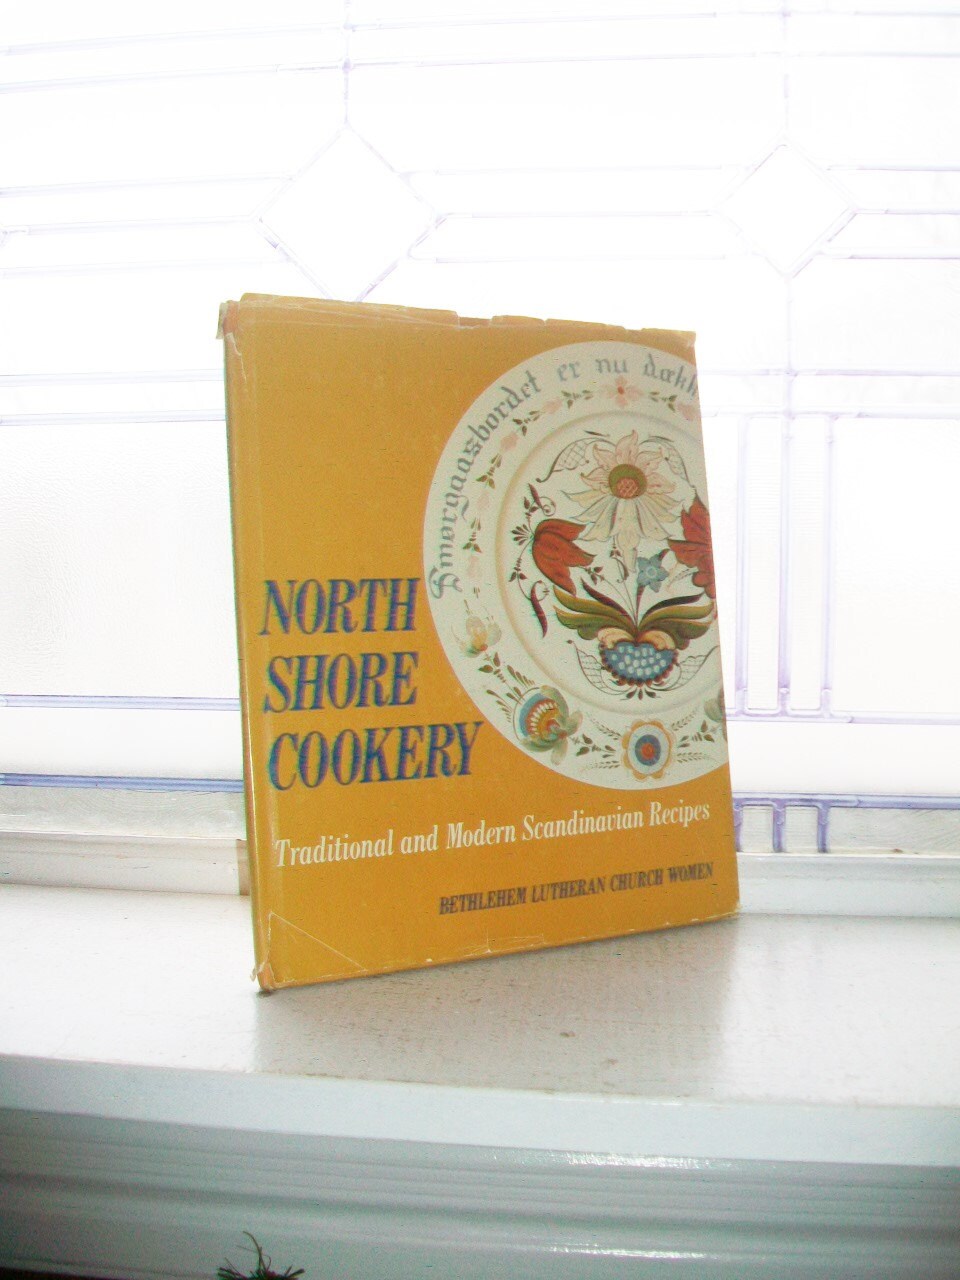 Smørgaasbordet er nu dækk
NORTH
SHORE
COOKERY
Traditional and Modern Scandinavian Recipes
BETHLEHEM LUTHERAN CHURCH WOMEN